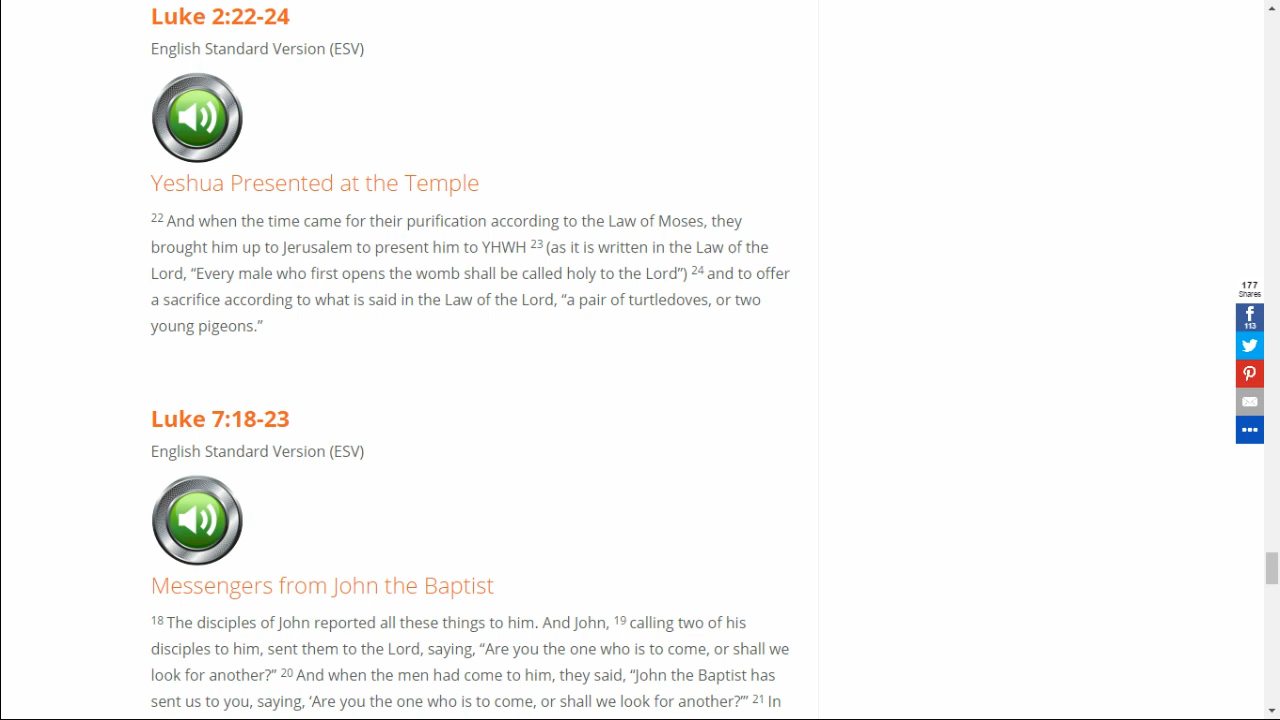 Luke 2:22-24
English Standard Version (ESV)
Yeshua Presented at the Temple
22 And when the time came for their purification according to the Law of Moses, they
brought him up to Jerusalem to present him to YHWH 23 (as it is written in the Law of the
Lord, “Every male who first opens the womb shall be called holy to the Lord”) 24 and to offer
a sacrifice according to what is said in the Law of the Lord, “a pair of turtledoves, or two
young pigeons.”
177
Shares
113
Luke 7:18-23
English Standard Version (ESV)
Messengers from John the Baptist
18 The disciples of John reported all these things to him. And John, 19 calling two of his
disciples to him, sent them to the Lord, saying, “Are you the one who is to come, or shall we
look for another?” 20 And when the men had come to him, they said, “John the Baptist has
sent us to you, saying, ‘Are you the one who is to come, or shall we look for another?’” 21 In